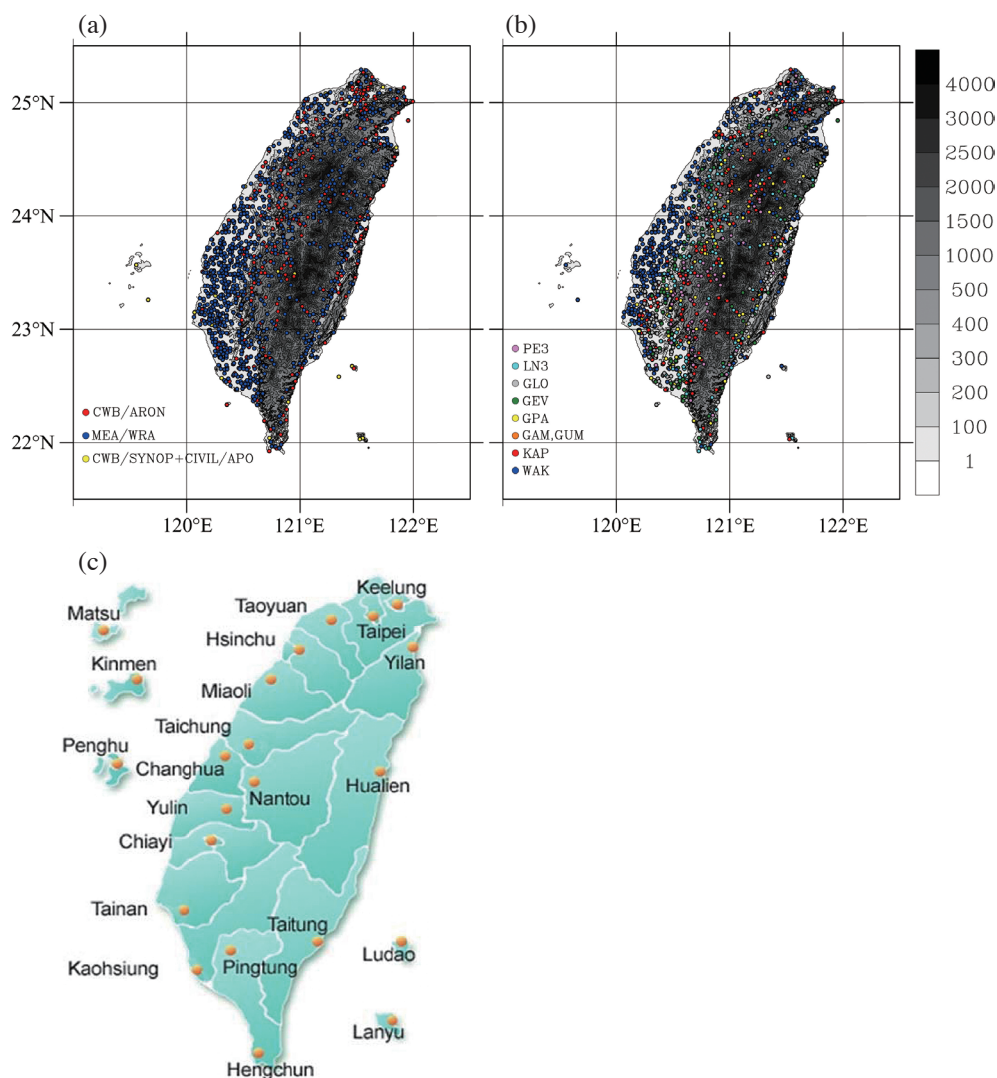 (a)
(b)
25°N
24°N
23°N
22°N
120°E
121°E
122°E
CWB/ARON
MEA/WRA
CWB/SYNOP+CIVIL/APO
120°E
121°E
122°E
PE3
LN3
GLO
GEV
GPA
GAM,GUM
KAP
WAK
4000
3000
2500
2000
1500
1000
500
400
300
200
100
1
(c)
Keelung
Matsu
Taoyuan
Taipei
Hsinchu
Yilan
Kinmen
Miaoli
Taichung
Penghu
Changhua
Hualien
Nantou
Yulin
Chiayi
Tainan
Taitung
Ludao
Kaohsiung
Pingtung
Lanyu
Hengchun